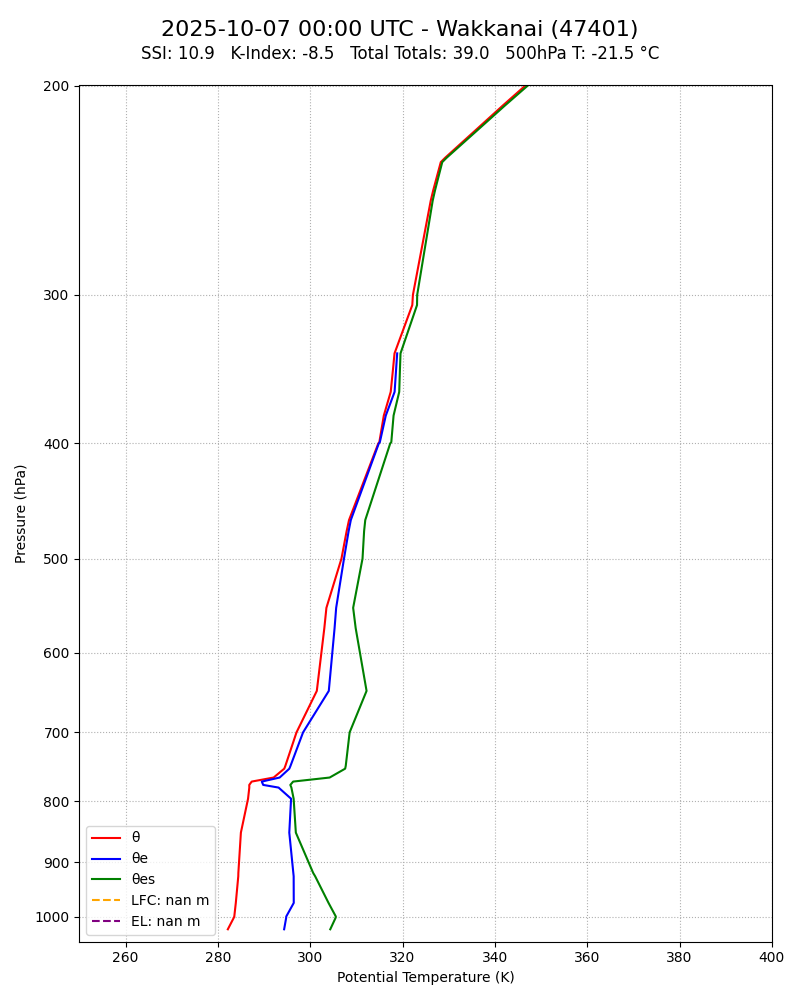 2025-10-07 00:00 UTC - Wakkanai (47401)
SSI: 10.9   K-Index: -8.5   Total Totals: 39.0   500hPa T: -21.5 °C
200
300
400
500
600
700
800
900
1000
Pressure (hPa)
θ
θe
θes
LFC: nan m
EL: nan m
260 280 300 320 340 360 380 400
Potential Temperature (K)